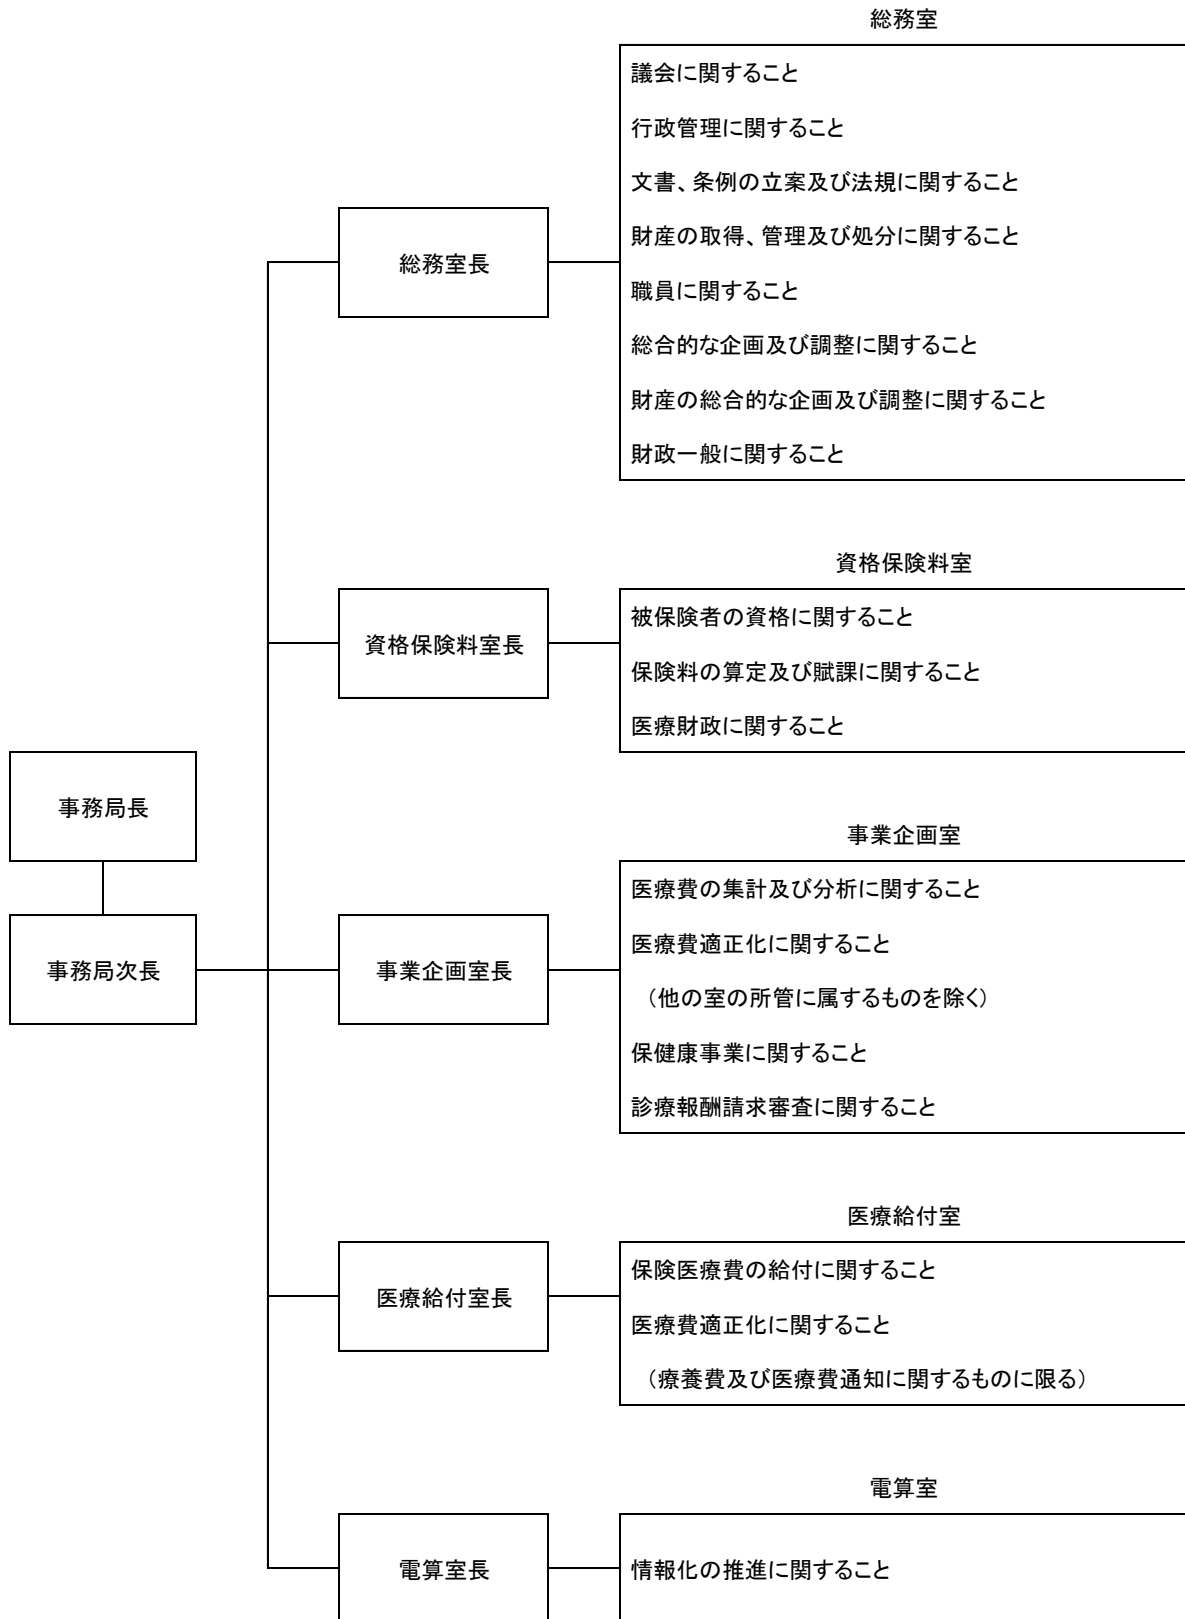 総務室
議会に関すること
行政管理に関すること
文書、条例の立案及び法規に関すること
財産の取得、管理及び処分に関すること
総務室長
職員に関すること
総合的な企画及び調整に関すること
財産の総合的な企画及び調整に関すること
財政一般に関すること
資格保険料室
資格保険料室長
被保険者の資格に関すること
保険料の算定及び賦課に関すること
医療財政に関すること
事務局長
事務局次長
事業企画室
事業企画室長
医療費の集計及び分析に関すること
医療費適正化に関すること
（他の室の所管に属するものを除く）
保健康事業に関すること
診療報酬請求審査に関すること
医療給付室
医療給付室長
保険医療費の給付に関すること
医療費適正化に関すること
（療養費及び医療費通知に関するものに限る）
電算室
電算室長
情報化の推進に関すること